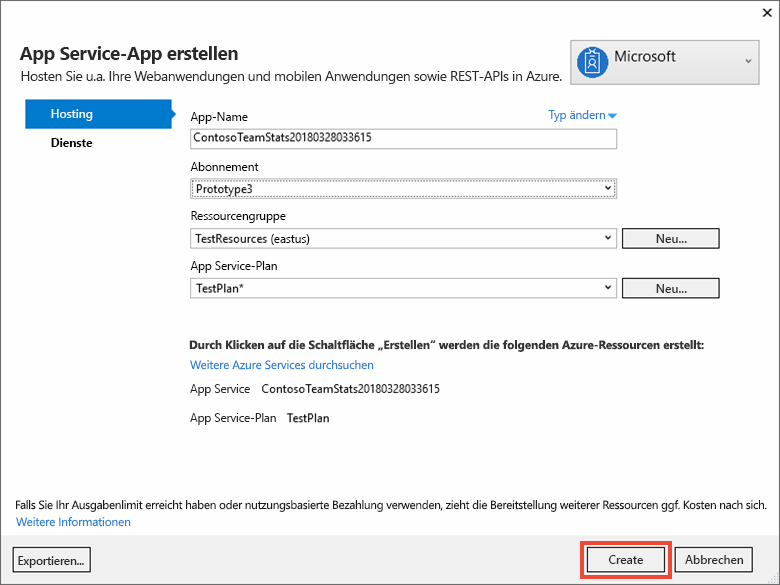 App Service-App erstellen
Hosten Sie u.a. Ihre Webanwendungen und mobilen Anwendungen sowie REST-APIs in Azure.
Microsoft
Hosting
Dienste
App-Name
Typ ändern
ContosoTeamStats20180328033615
Abonnement
Prototype3
Ressourcengruppe
TestResources (eastus)
Neu...
App Service-Plan
TestPlan*
Neu...
Durch Klicken auf die Schaltfläche „Erstellen“ werden die folgenden Azure-Ressourcen erstellt:
Weitere Azure Services durchsuchen
App Service ContosoTeamStats20180328033615
App Service-Plan TestPlan
Falls Sie Ihr Ausgabenlimit erreicht haben oder nutzungsbasierte Bezahlung verwenden, zieht die Bereitstellung weiterer Ressourcen ggf. Kosten nach sich.
Weitere Informationen
Exportieren...
Create
Abbrechen